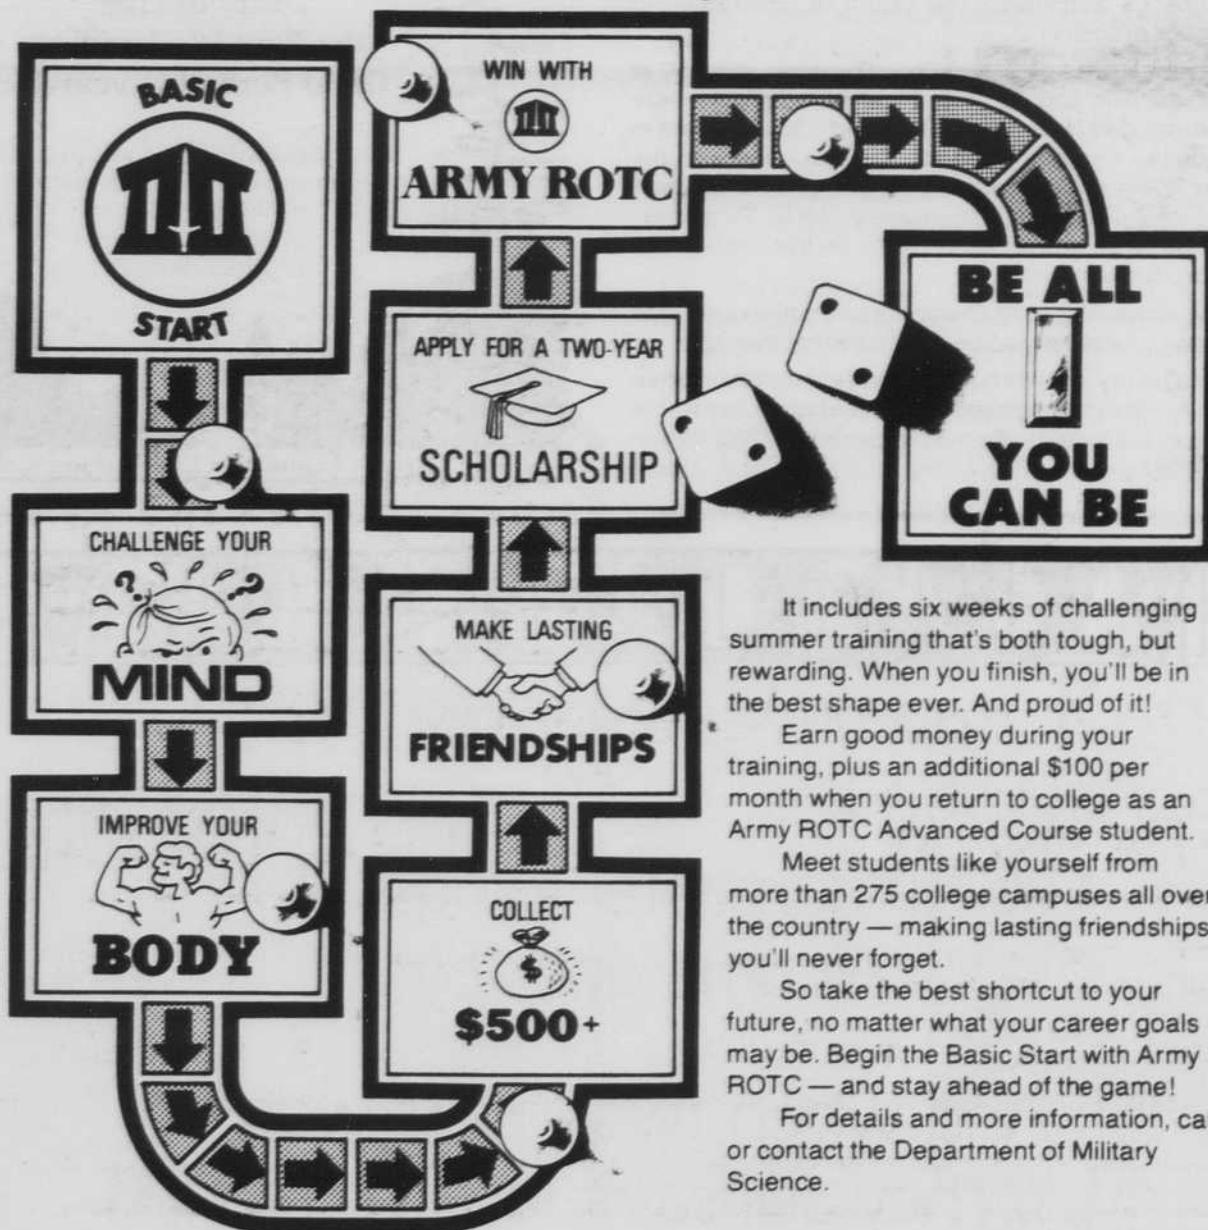 BASIC
START
CHALLENGE YOUR
MIND
IMPROVE YOUR
BODY
COLLECT
$
$500+
MAKE LASTING
FRIENDSHIPS
APPLY FOR A TWO-YEAR
SCHOLARSHIP
WIN WITH
ARMY ROTC
BE ALL
YOU
CAN BE
It includes six weeks of challenging
summer training that's both tough, but
rewarding. When you finish, you'll be in
the best shape ever. And proud of it!
Earn good money during your
training, plus an additional $100 per
month when you return to college as an
Army ROTC Advanced Course student.
Meet students like yourself from
more than 275 college campuses all over
the country — making lasting friendships
you'll never forget.
So take the best shortcut to your
future, no matter what your career goals
may be. Begin the Basic Start with Army
ROTC — and stay ahead of the game!
For details and more information, ca
or contact the Department of Military
Science.